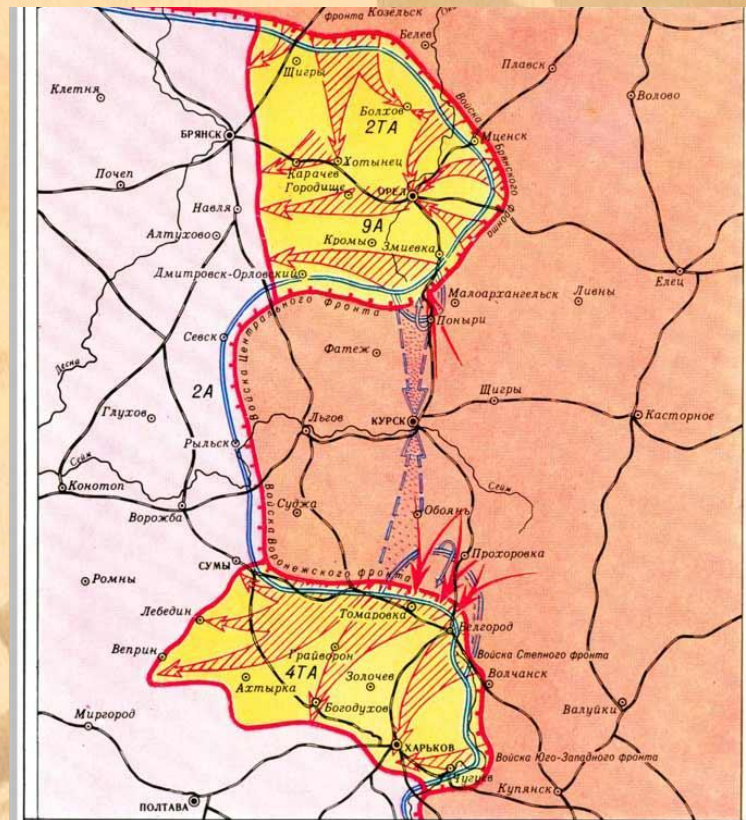 Козельск
фронта
Белев
Плавск
Щигры
Клетня
Волово
Болхов
2ТА
Войска Брянского фронта
БРЯНСК
Мценск
Хотынец
Карачев
Почеп
Городище
ОРЕЛ
Навля
9А
Алтухово
Кромы
Змиевка
Елец
Дмитровск-Орловский
Малоархангельск
Ливны
Войска Центрального фронта
Поныри
Севск
Фатеж
Десна
2А
Щигры
Глухов
Льгов
КУРСК
Касторное
Рыльск
Сейм
Сейм
Конотоп
Суджа
Обоянь
Ворожба
Войска Воронежского фронта
Прохоровка
СУМЫ
Ромны
Лебедин
Томаровка
Белгород
Веприн
Грайворон
Войска Степного фронта
4ТА
Золочев
Волчанск
Ахтырка
Богодухов
Валуйки
Миргород
ХАРЬКОВ
Войска Юго-Западного фронта
Чугуев
Купянск
ПОЛТАВА